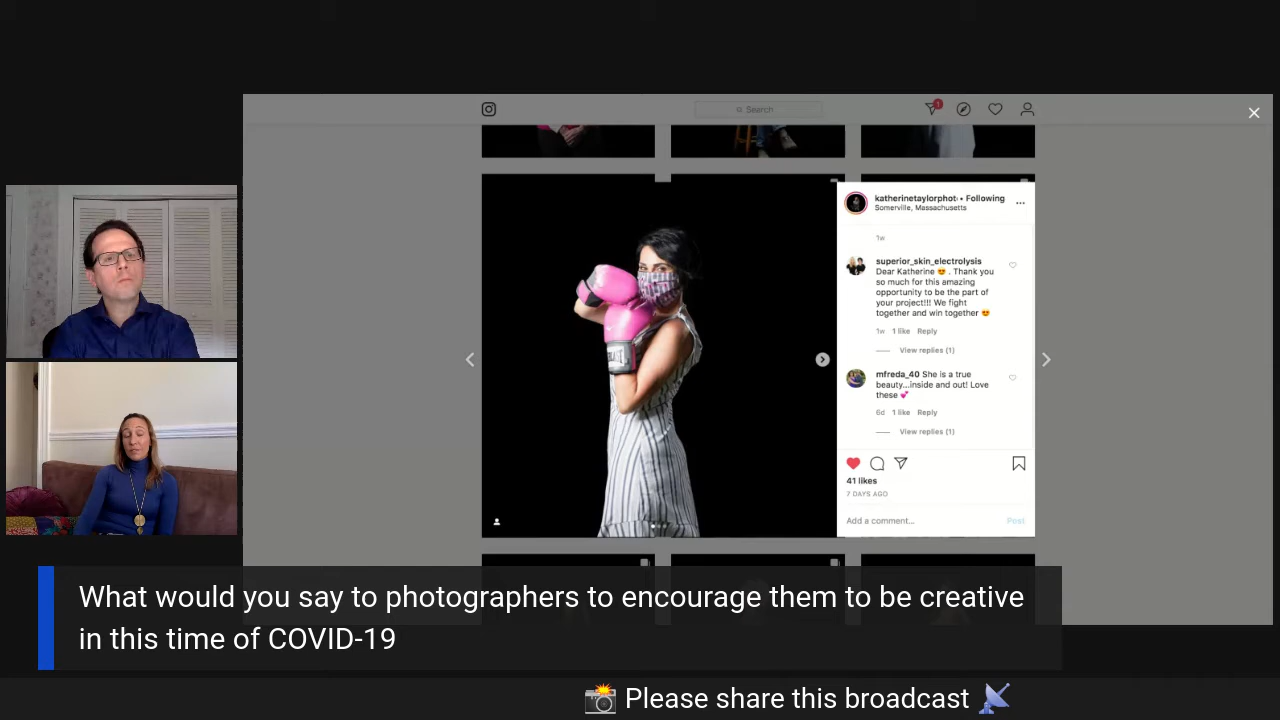 Search
1
katherinetaylorphot • Following
Somerville, Massachusetts
1w
superior_skin_electrolysis
Dear Katherine 😍 . Thank you
so much for this amazing
opportunity to be the part of
your project!!! We fight
together and win together 😍
1w 1 like Reply
View replies (1)
mfreda_40 She is a true
beauty...inside and out! Love
these 💕
6d 1 like Reply
View replies (1)
41 likes
7 DAYS AGO
Add a comment... Post
What would you say to photographers to encourage them to be creative
in this time of COVID-19
📸 Please share this broadcast 📡